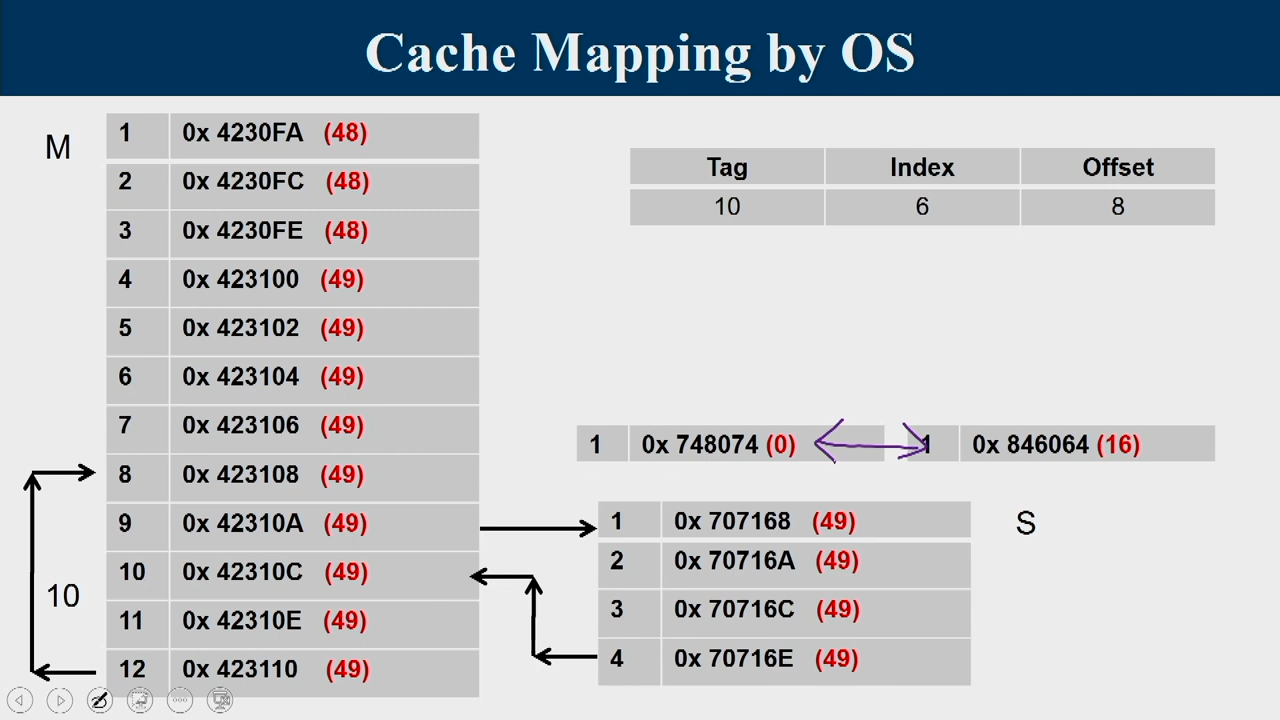 Cache Mapping by OS
M
1 0x 4230FA (48)
2 0x 4230FC (48)
3 0x 4230FE (48)
4 0x 423100 (49)
5 0x 423102 (49)
6 0x 423104 (49)
7 0x 423106 (49)
8 0x 423108 (49)
9 0x 42310A (49)
10 0x 42310C (49)
11 0x 42310E (49)
12 0x 423110 (49)
10
Tag Index Offset
10 6 8
1 0x 748074 (0)
1 0x 846064 (16)
1 0x 707168 (49)
2 0x 70716A (49)
3 0x 70716C (49)
4 0x 70716E (49)
S